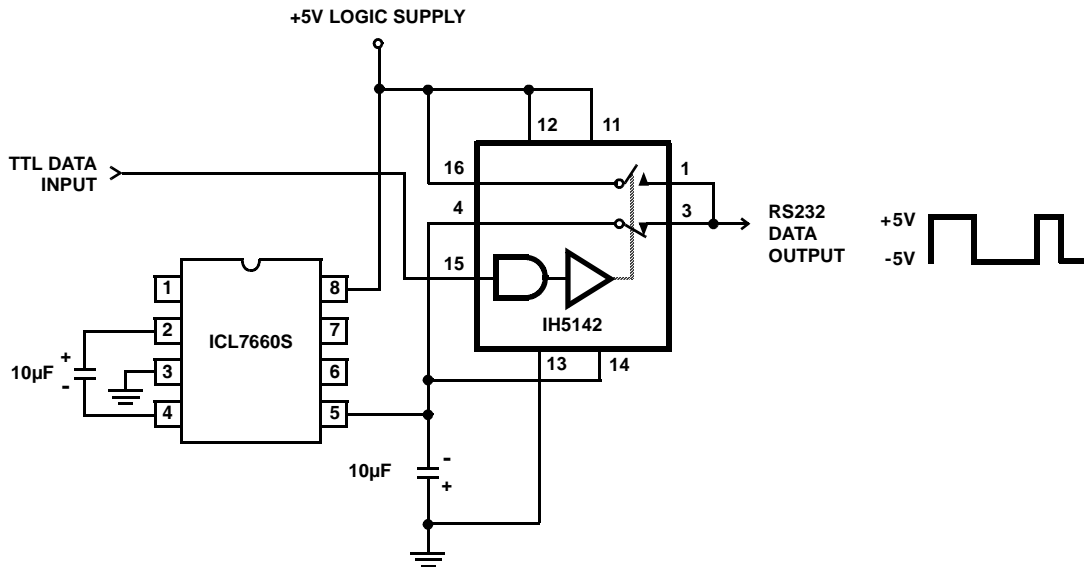 +5V LOGIC SUPPLY
12
11
TTL DATA
INPUT
16
1
4
3
RS232
DATA
OUTPUT
+5V
-5V
15
IH5142
1
8
2
7
ICL7660S
3
6
4
5
10µF
+
-
13
14
10µF
-
+